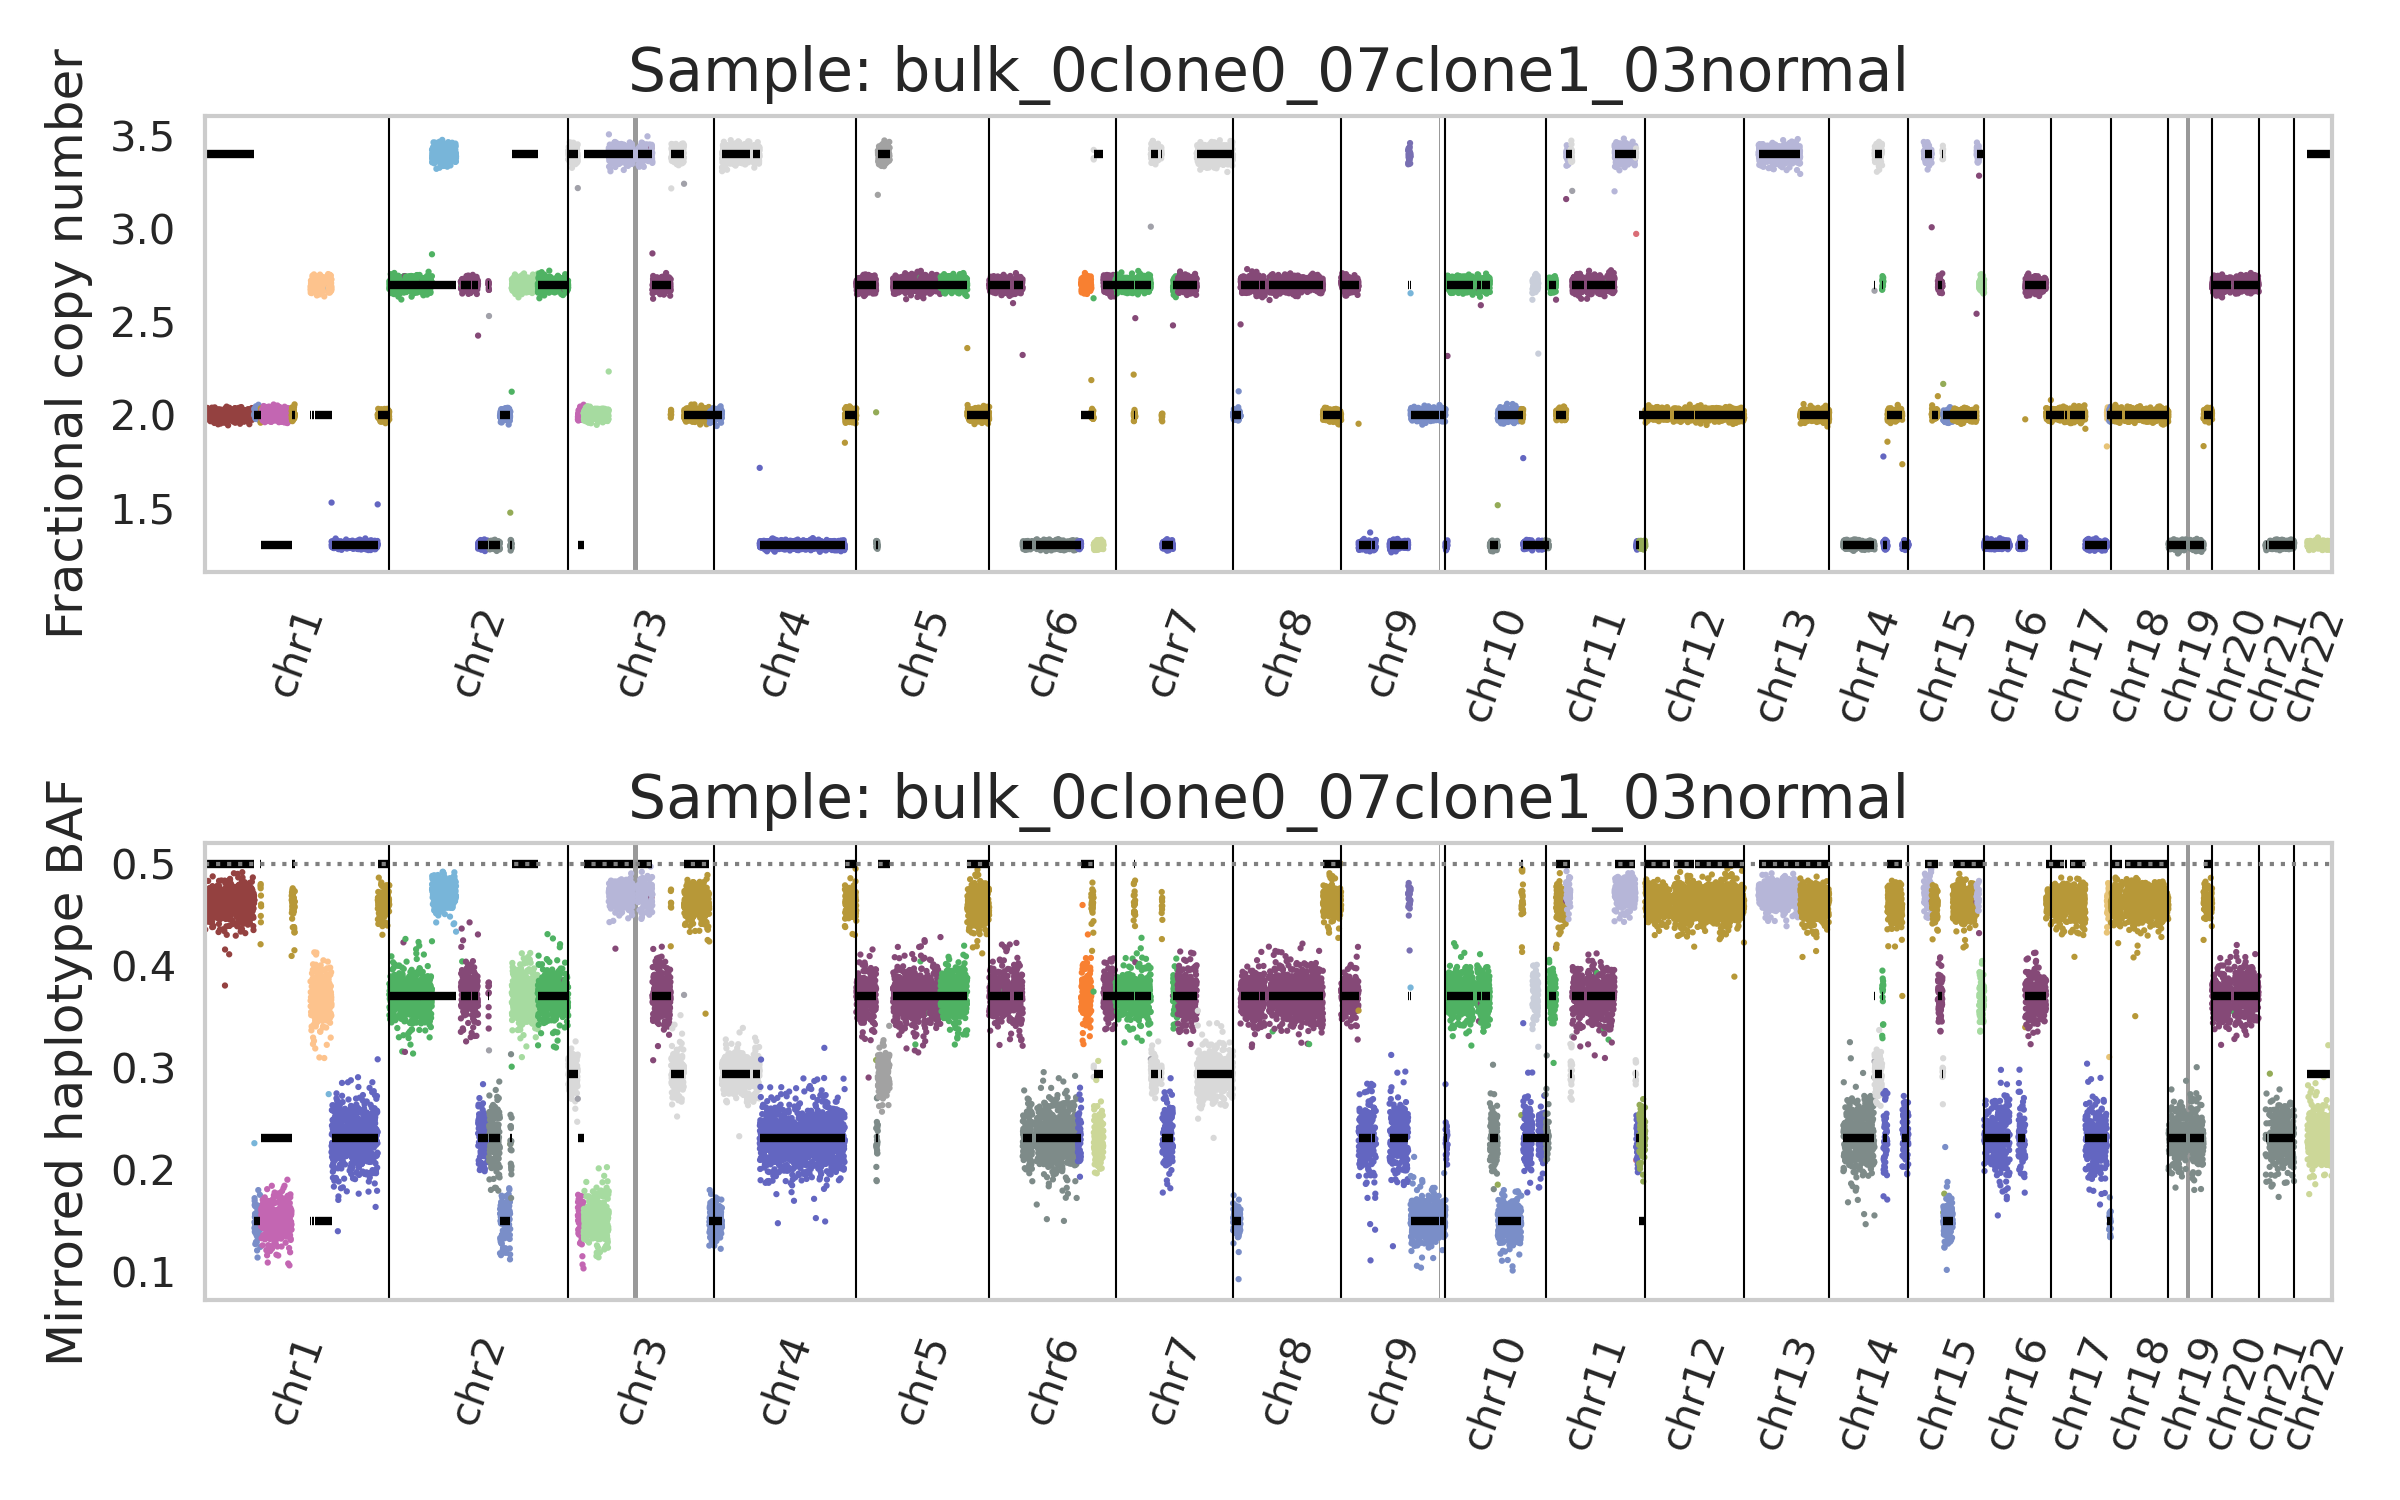 Sample: bulk_0clone0_07clone1_03normal
Fractional copy number
3.5
3.0
2.5
2.0
1.5
chr1 chr2 chr3 chr4 chr5 chr6 chr7 chr8 chr9 chr10 chr11 chr12 chr13 chr14 chr15 chr16 chr17 chr18 chr19 chr20 chr21 chr22
Sample: bulk_0clone0_07clone1_03normal
Mirrored haplotype BAF
0.5
0.4
0.3
0.2
0.1
chr1 chr2 chr3 chr4 chr5 chr6 chr7 chr8 chr9 chr10 chr11 chr12 chr13 chr14 chr15 chr16 chr17 chr18 chr19 chr20 chr21 chr22